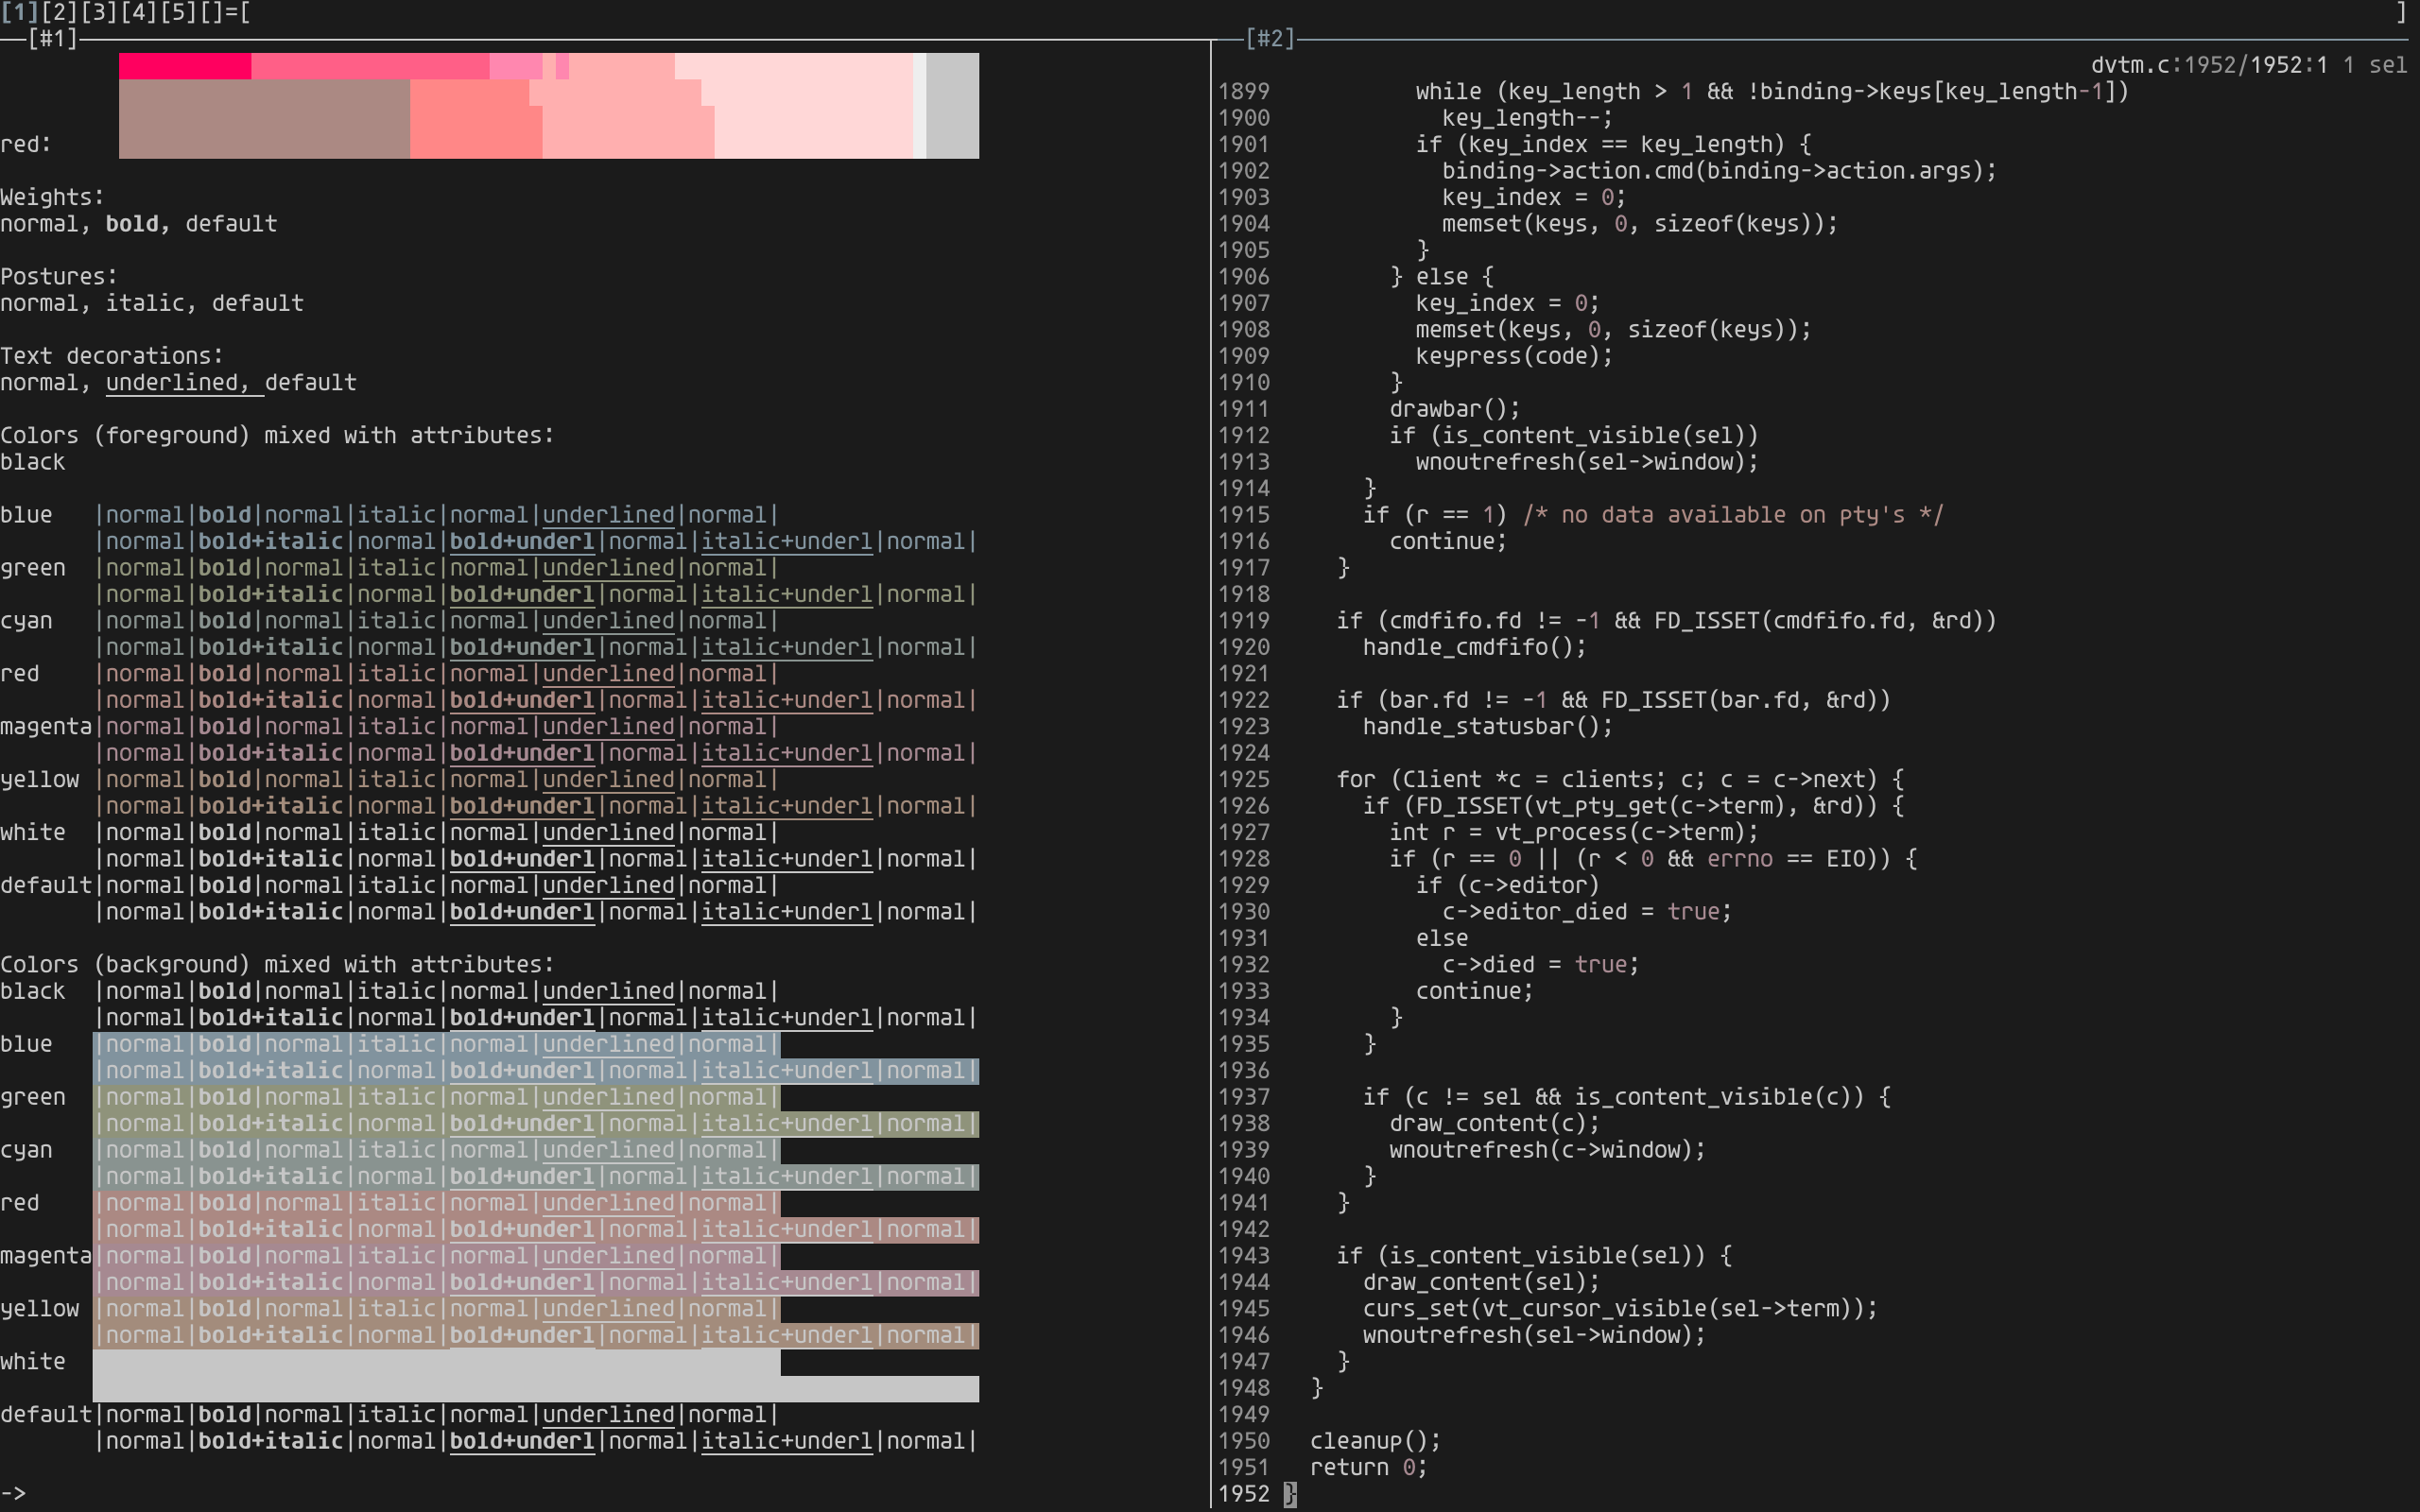 [1][2][3][4][5][]=[ ]
[#1]
red:
Weights:
normal, bold, default
Postures:
normal, italic, default
Text decorations:
normal, underlined, default
Colors (foreground) mixed with attributes:
black
blue |normal|bold|normal|italic|normal|underlined|normal|
|normal|bold+italic|normal|bold+underl|normal|italic+underl|normal|
green |normal|bold|normal|italic|normal|underlined|normal|
|normal|bold+italic|normal|bold+underl|normal|italic+underl|normal|
cyan |normal|bold|normal|italic|normal|underlined|normal|
|normal|bold+italic|normal|bold+underl|normal|italic+underl|normal|
red |normal|bold|normal|italic|normal|underlined|normal|
|normal|bold+italic|normal|bold+underl|normal|italic+underl|normal|
magenta|normal|bold|normal|italic|normal|underlined|normal|
|normal|bold+italic|normal|bold+underl|normal|italic+underl|normal|
yellow |normal|bold|normal|italic|normal|underlined|normal|
|normal|bold+italic|normal|bold+underl|normal|italic+underl|normal|
white |normal|bold|normal|italic|normal|underlined|normal|
|normal|bold+italic|normal|bold+underl|normal|italic+underl|normal|
default|normal|bold|normal|italic|normal|underlined|normal|
|normal|bold+italic|normal|bold+underl|normal|italic+underl|normal|
Colors (background) mixed with attributes:
black |normal|bold|normal|italic|normal|underlined|normal|
|normal|bold+italic|normal|bold+underl|normal|italic+underl|normal|
blue |normal|bold|normal|italic|normal|underlined|normal|
|normal|bold+italic|normal|bold+underl|normal|italic+underl|normal|
green |normal|bold|normal|italic|normal|underlined|normal|
|normal|bold+italic|normal|bold+underl|normal|italic+underl|normal|
cyan |normal|bold|normal|italic|normal|underlined|normal|
|normal|bold+italic|normal|bold+underl|normal|italic+underl|normal|
red |normal|bold|normal|italic|normal|underlined|normal|
|normal|bold+italic|normal|bold+underl|normal|italic+underl|normal|
magenta|normal|bold|normal|italic|normal|underlined|normal|
|normal|bold+italic|normal|bold+underl|normal|italic+underl|normal|
yellow |normal|bold|normal|italic|normal|underlined|normal|
|normal|bold+italic|normal|bold+underl|normal|italic+underl|normal|
white
default|normal|bold|normal|italic|normal|underlined|normal|
|normal|bold+italic|normal|bold+underl|normal|italic+underl|normal|
->
[#2]
dvtm.c:1952/1952:1 1 sel
1899 while (key_length > 1 && !binding->keys[key_length-1])
1900 key_length--;
1901 if (key_index == key_length) {
1902 binding->action.cmd(binding->action.args);
1903 key_index = 0;
1904 memset(keys, 0, sizeof(keys));
1905 }
1906 } else {
1907 key_index = 0;
1908 memset(keys, 0, sizeof(keys));
1909 keypress(code);
1910 }
1911 drawbar();
1912 if (is_content_visible(sel))
1913 wnoutrefresh(sel->window);
1914 }
1915 if (r == 1) /* no data available on pty's */
1916 continue;
1917 }
1918
1919 if (cmdfifo.fd != -1 && FD_ISSET(cmdfifo.fd, &rd))
1920 handle_cmdfifo();
1921
1922 if (bar.fd != -1 && FD_ISSET(bar.fd, &rd))
1923 handle_statusbar();
1924
1925 for (Client *c = clients; c; c = c->next) {
1926 if (FD_ISSET(vt_pty_get(c->term), &rd)) {
1927 int r = vt_process(c->term);
1928 if (r == 0 || (r < 0 && errno == EIO)) {
1929 if (c->editor)
1930 c->editor_died = true;
1931 else
1932 c->died = true;
1933 continue;
1934 }
1935 }
1936
1937 if (c != sel && is_content_visible(c)) {
1938 draw_content(c);
1939 wnoutrefresh(c->window);
1940 }
1941 }
1942
1943 if (is_content_visible(sel)) {
1944 draw_content(sel);
1945 curs_set(vt_cursor_visible(sel->term));
1946 wnoutrefresh(sel->window);
1947 }
1948 }
1949
1950 cleanup();
1951 return 0;
1952 }